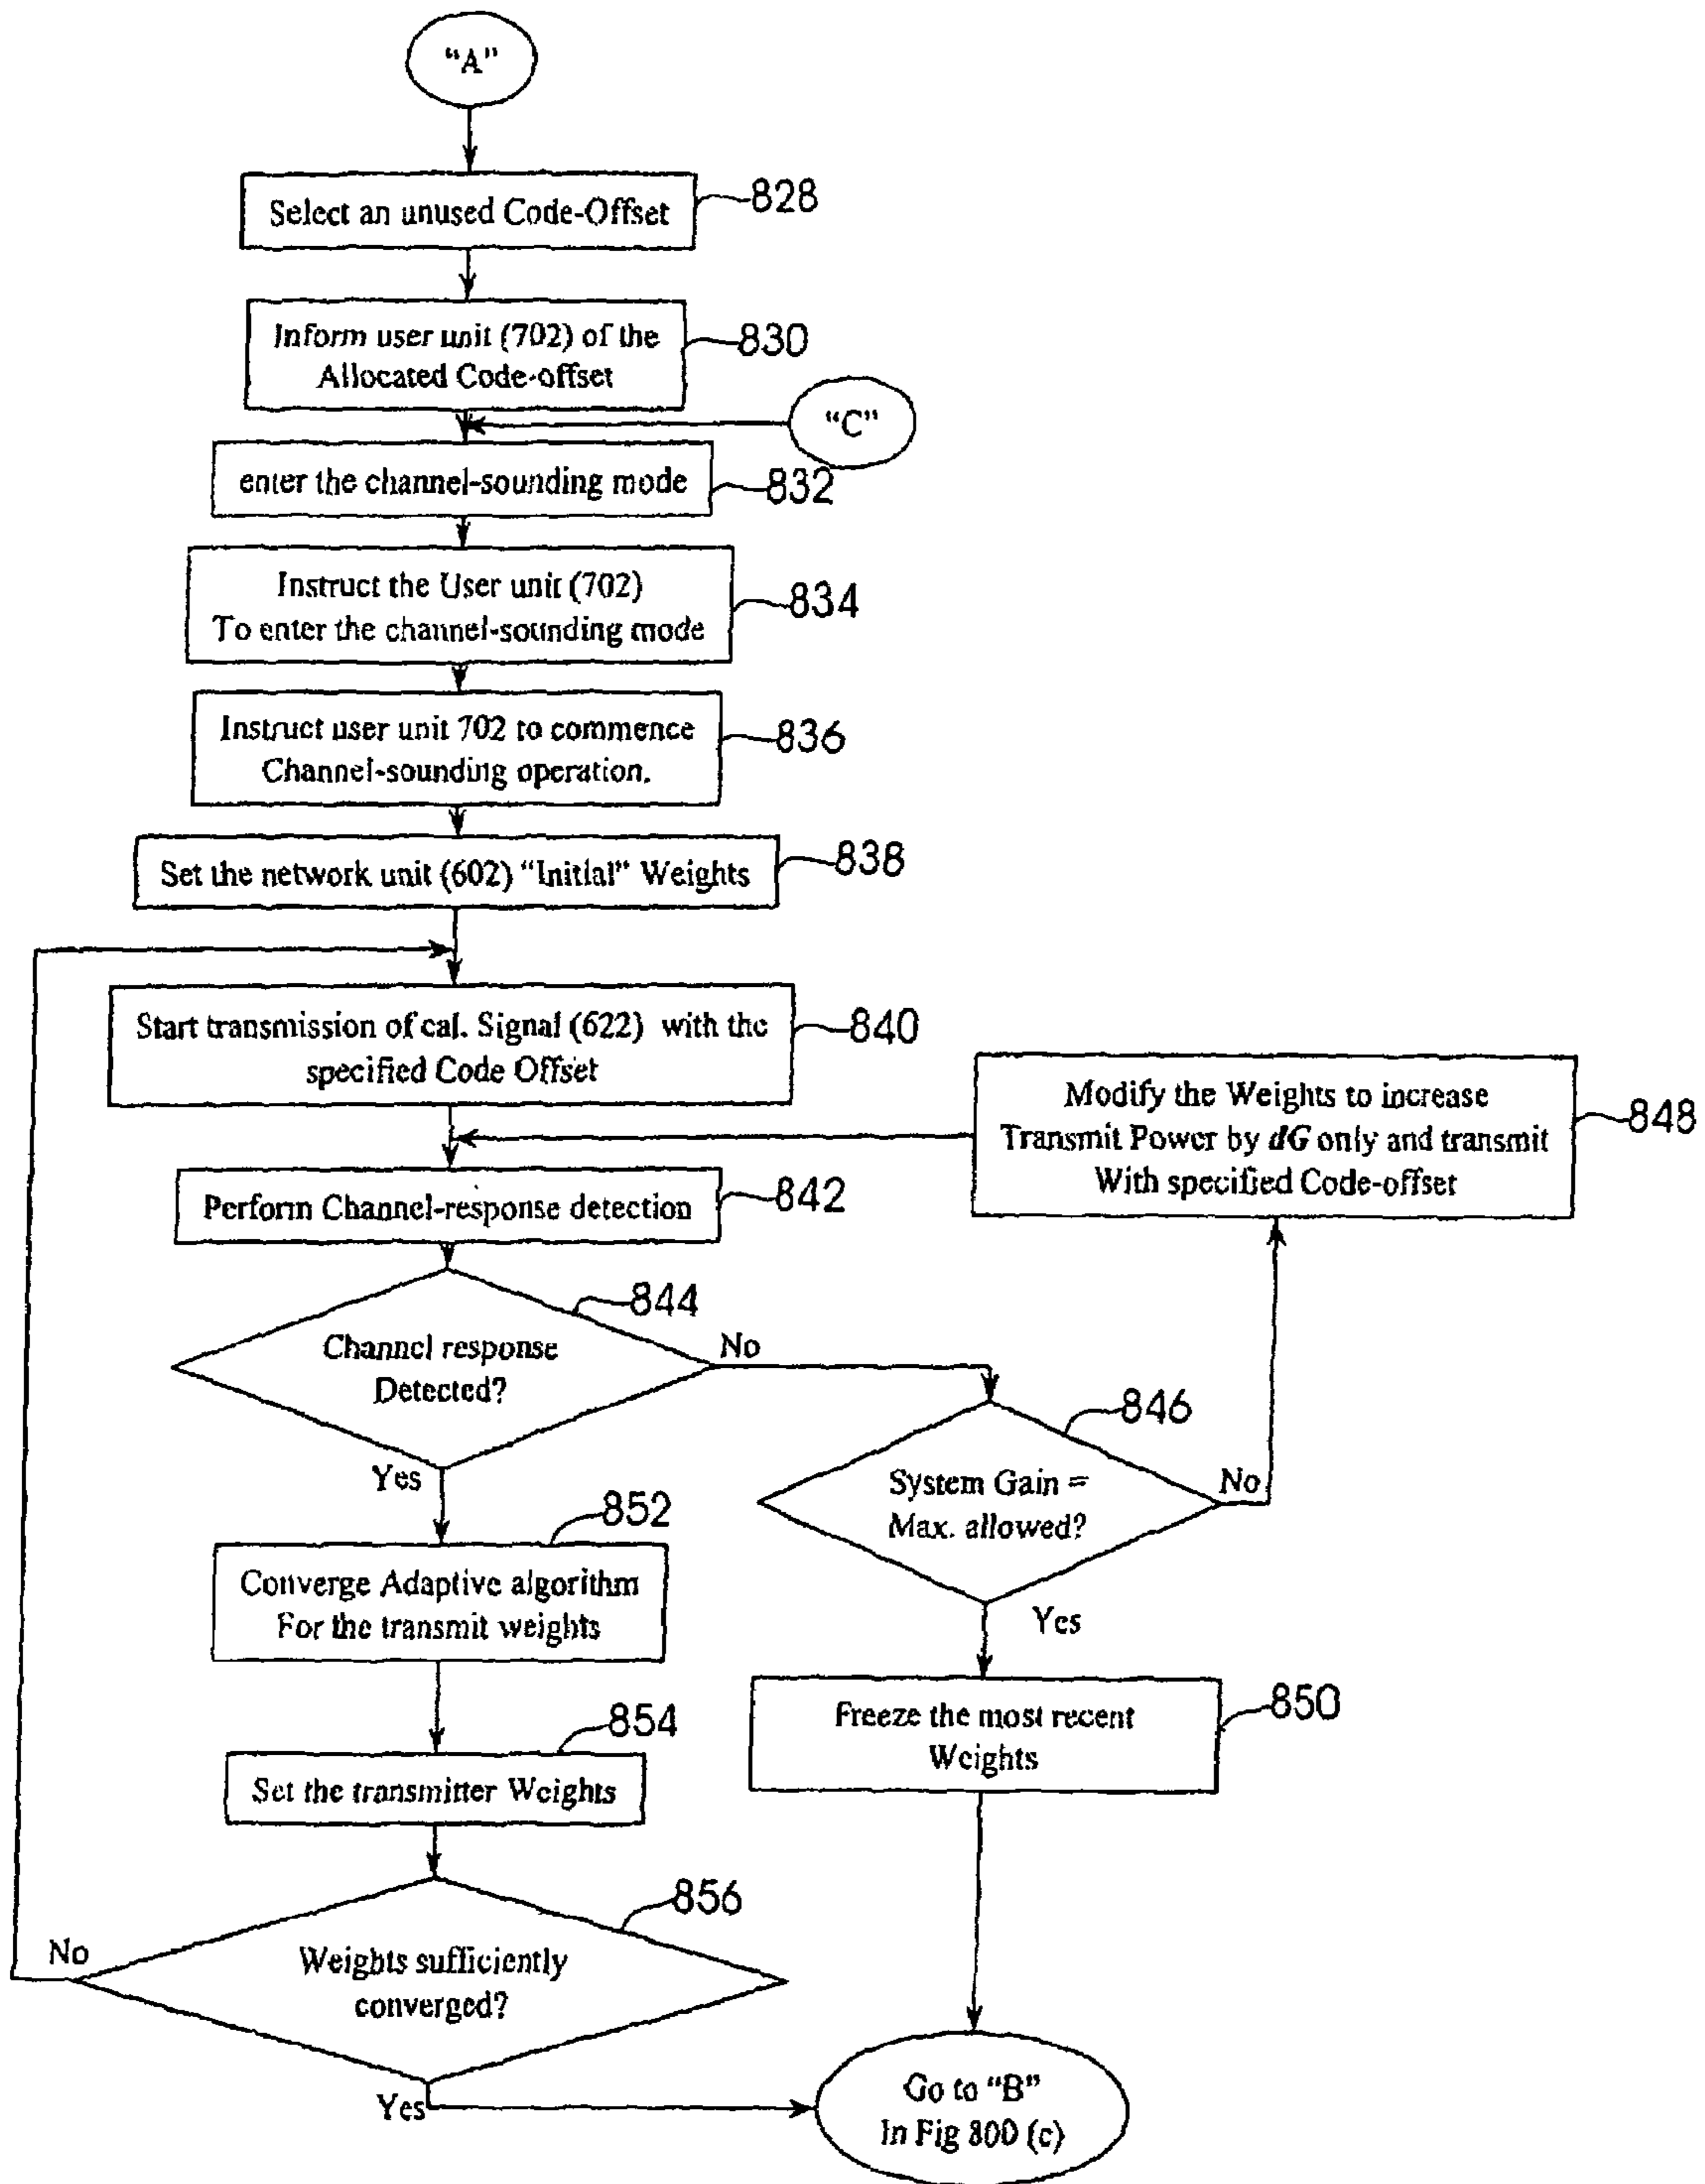 “A”
Select an unused Code-Offset
828
Inform user unit (702) of the
Allocated Code-offset
830
“C”
enter the channel-sounding mode
832
Instruct the User unit (702)
To enter the channel-sounding mode
834
Instruct user unit 702 to commence
Channel-sounding operation.
836
Set the network unit (602) “Initial” Weights
838
Start transmission of cal. Signal (622) with the
specified Code Offset
840
Modify the Weights to increase
Transmit Power by dG only and transmit
With specified Code-offset
848
Perform Channel-response detection
842
Channel response
Detected?
844
No
Yes
System Gain =
Max. allowed?
846
No
Yes
Converge Adaptive algorithm
For the transmit weights
852
Freeze the most recent
Weights
850
Set the transmitter Weights
854
Weights sufficiently
converged?
856
No
Yes
Go to “B”
In Fig 800 (c)